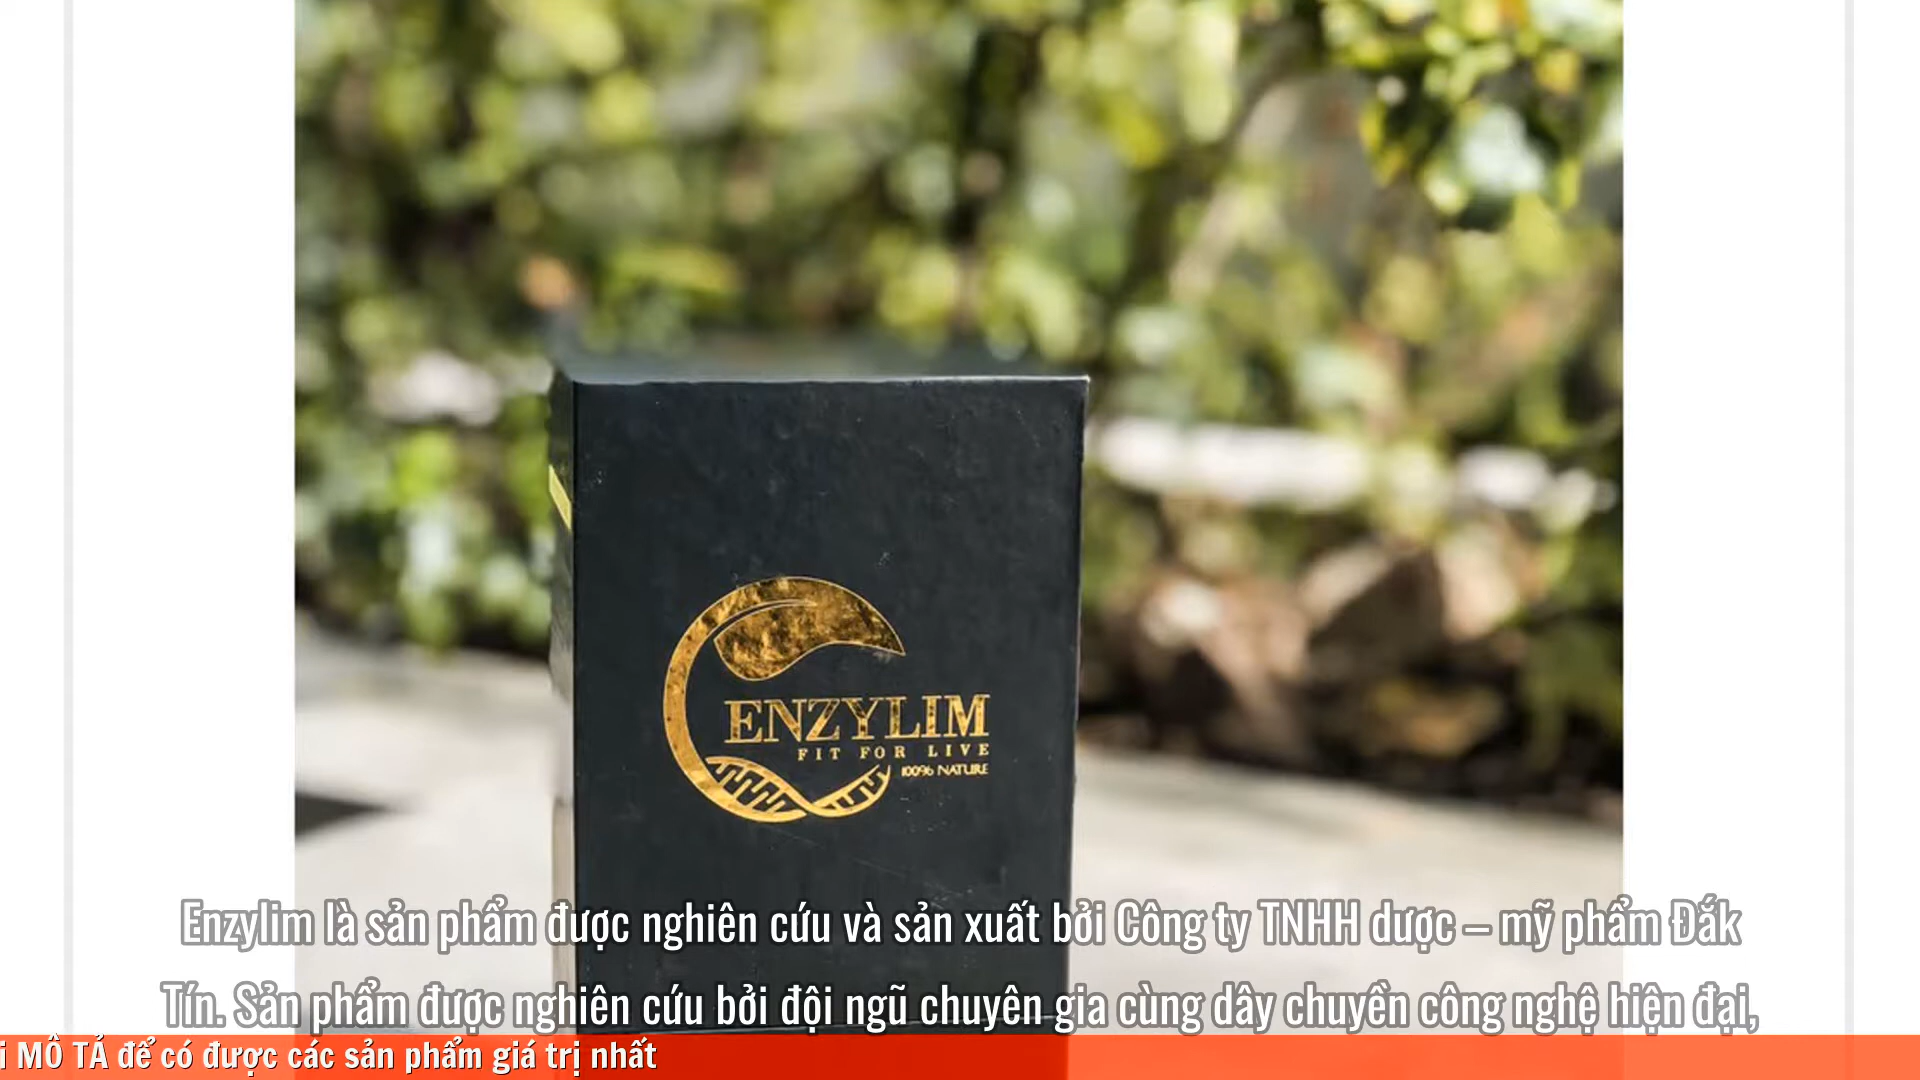 ENZYLIM
FIT FOR LIVE
100% NATURE
Enzylim là sản phẩm được nghiên cứu và sản xuất bởi Công ty TNHH dược – mỹ phẩm Đắk
Tín. Sản phẩm được nghiên cứu bởi đội ngũ chuyên gia cùng dây chuyền công nghệ hiện đại,
i MÔ TẢ để có được các sản phẩm giá trị nhất